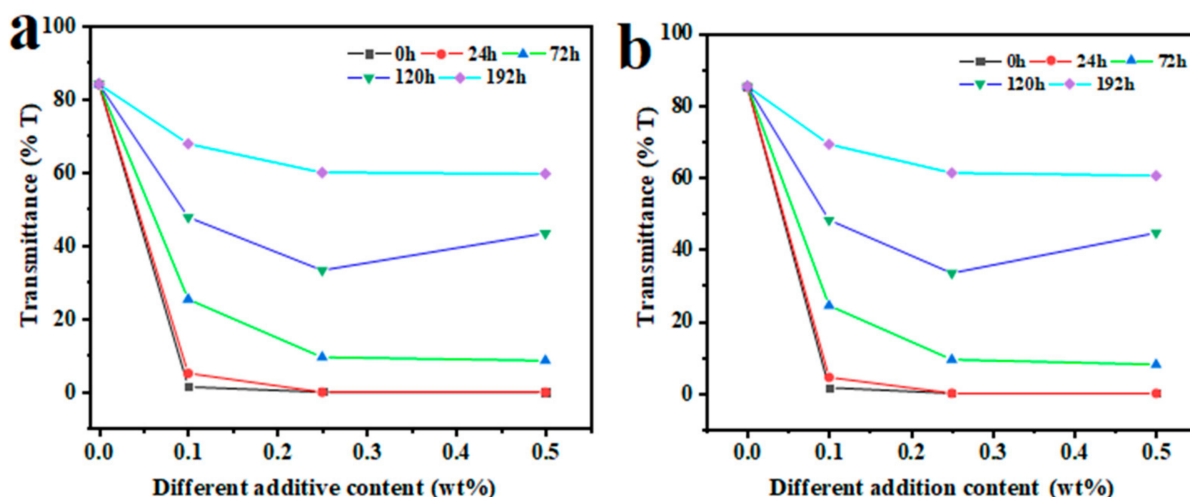 a
100
80
60
40
20
0
Transmittance (% T)
0h 24h 72h
120h 192h
0.0 0.1 0.2 0.3 0.4 0.5
Different additive content (wt%)
b
100
80
60
40
20
0
Transmittance (% T)
0h 24h 72h
120h 192h
0.0 0.1 0.2 0.3 0.4 0.5
Different addition content (wt%)